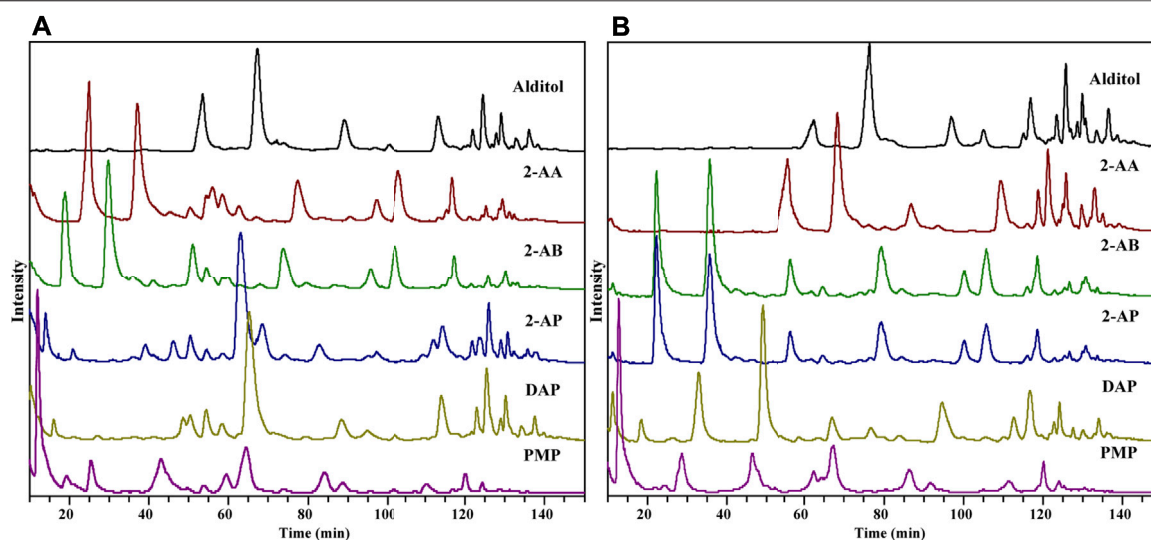 A
Alditol
2-AA
2-AB
2-AP
DAP
PMP
Intensity
20 40 60 80 100 120 140
Time (min)
B
Alditol
2-AA
2-AB
2-AP
DAP
PMP
Intensity
20 40 60 80 100 120 140
Time (min)